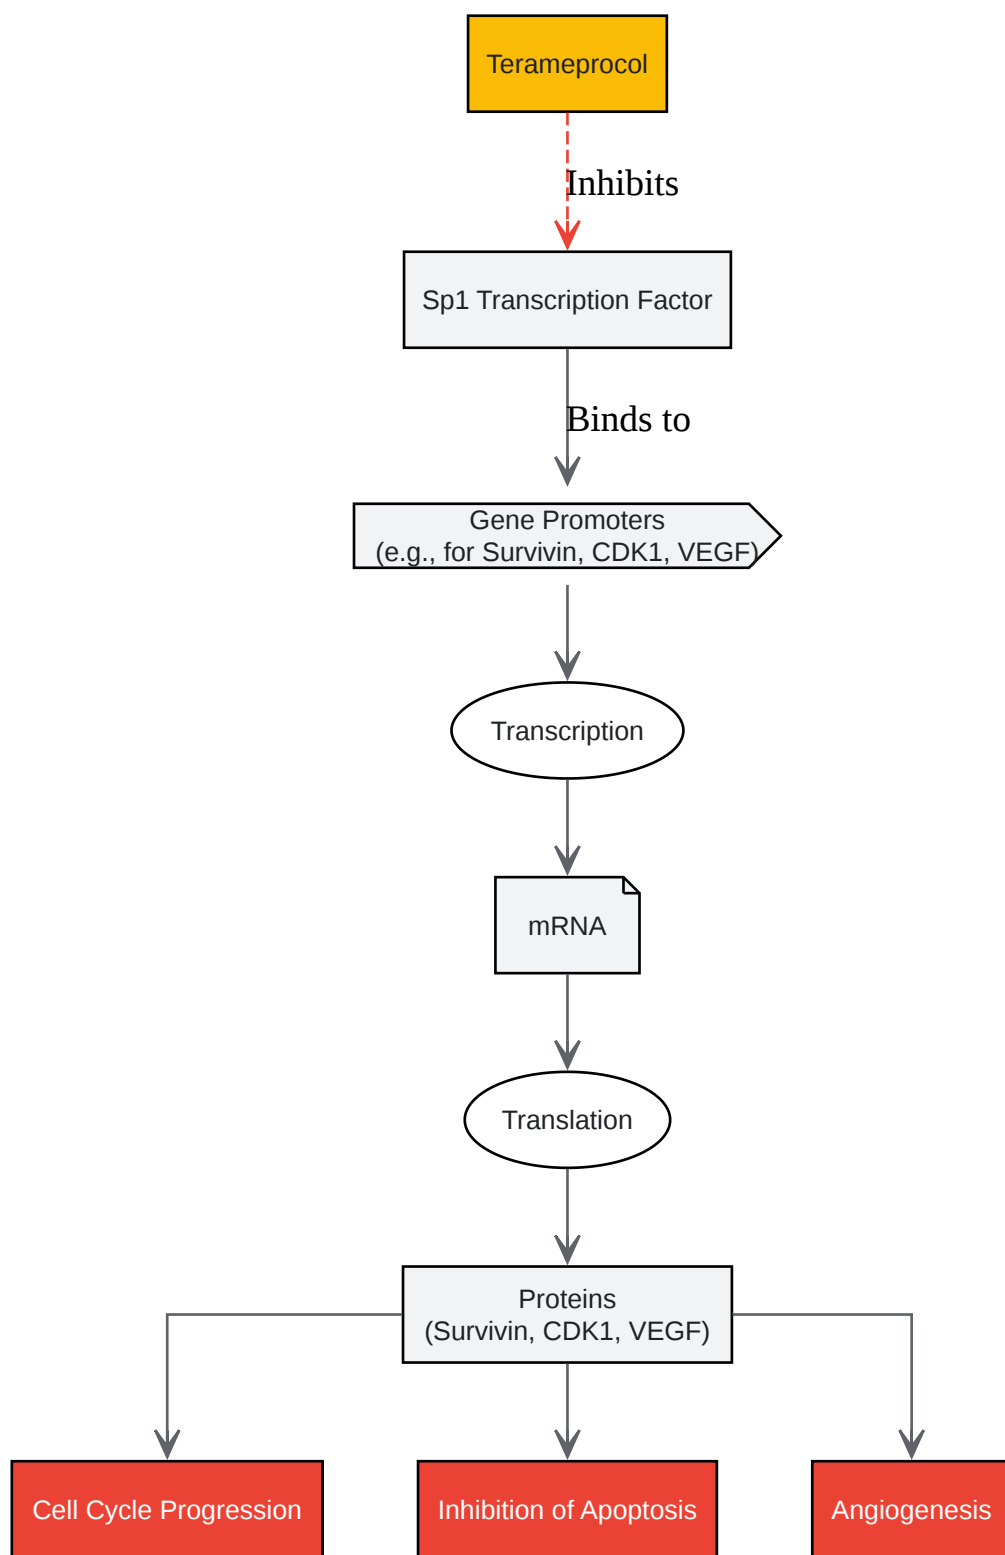 Terameprocol
Inhibits
Sp1 Transcription Factor
Binds to
Gene Promoters
(e.g., for Survivin, CDK1, VEGF)
Transcription
mRNA
Translation
Proteins
(Survivin, CDK1, VEGF)
Cell Cycle Progression
Inhibition of Apoptosis
Angiogenesis